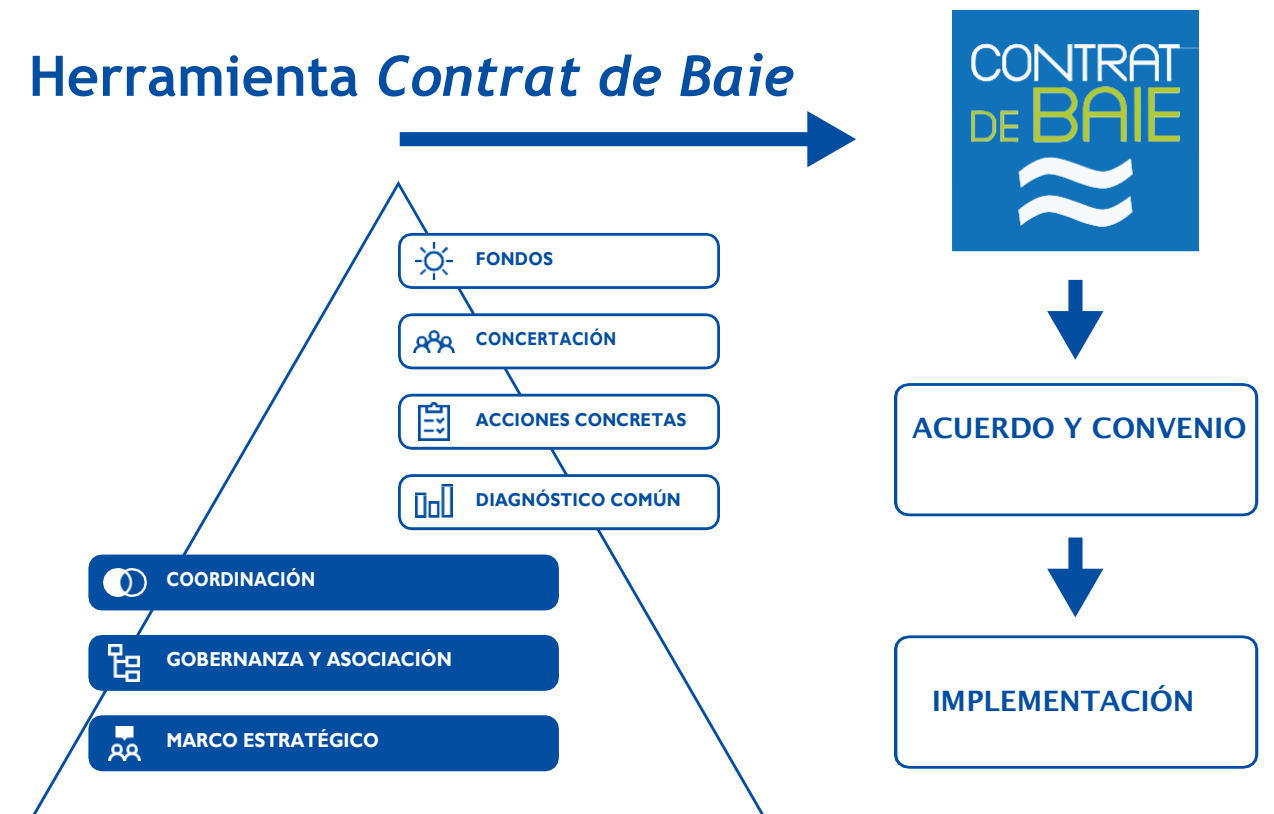 Herramienta Contrat de Baie
CONTRAT
DE BAIE
FONDOS
CONCERTACIÓN
ACCIONES CONCRETAS
DIAGNÓSTICO COMÚN
COORDINACIÓN
GOBERNANZA Y ASOCIACIÓN
MARCO ESTRATÉGICO
ACUERDO Y CONVENIO
IMPLEMENTACIÓN